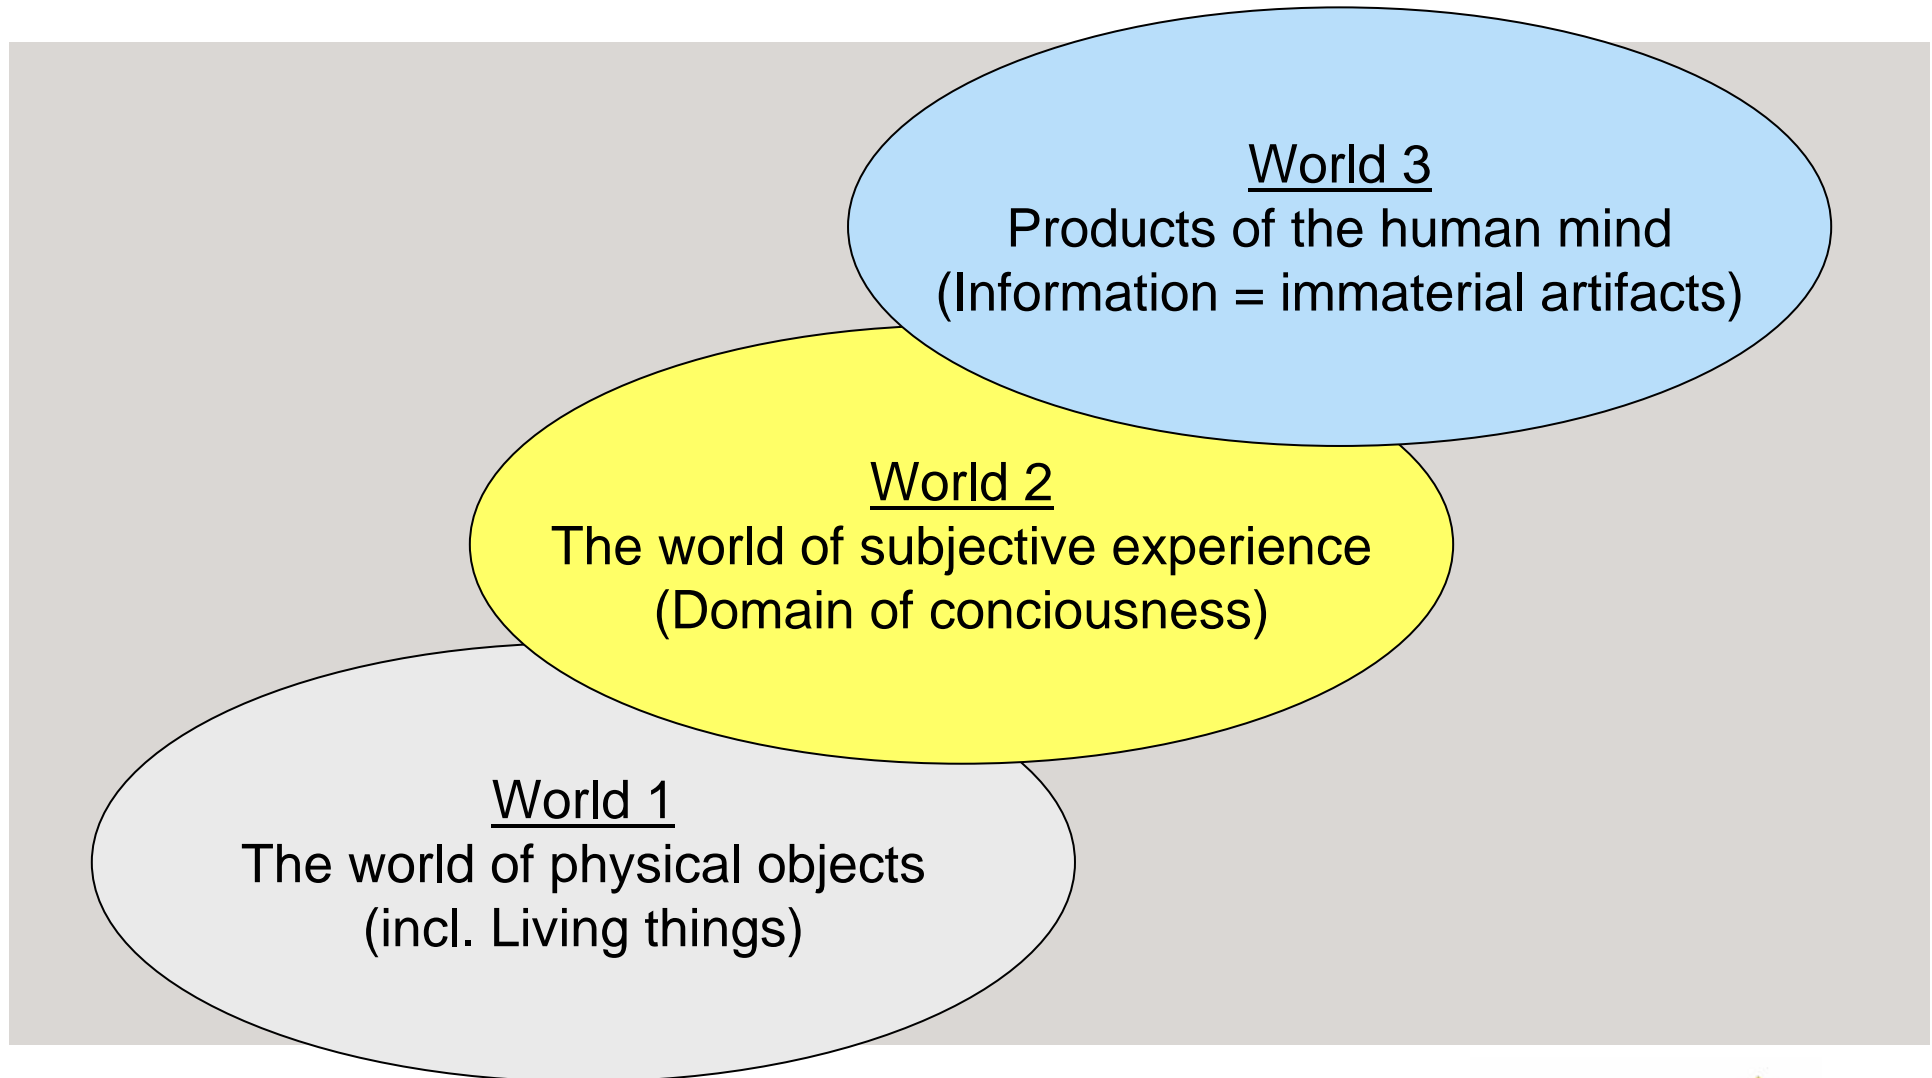 World 3
Products of the human mind
(Information = immaterial artifacts)
World 2
The world of subjective experience
(Domain of conciousness)
World 1
The world of physical objects
(incl. Living things)